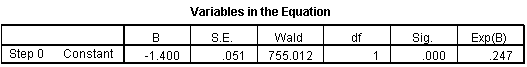 Variables in the Equation
B S.E. Wald df Sig. Exp(B)
Step 0 Constant -1.400 .051 755.012 1 .000 .247